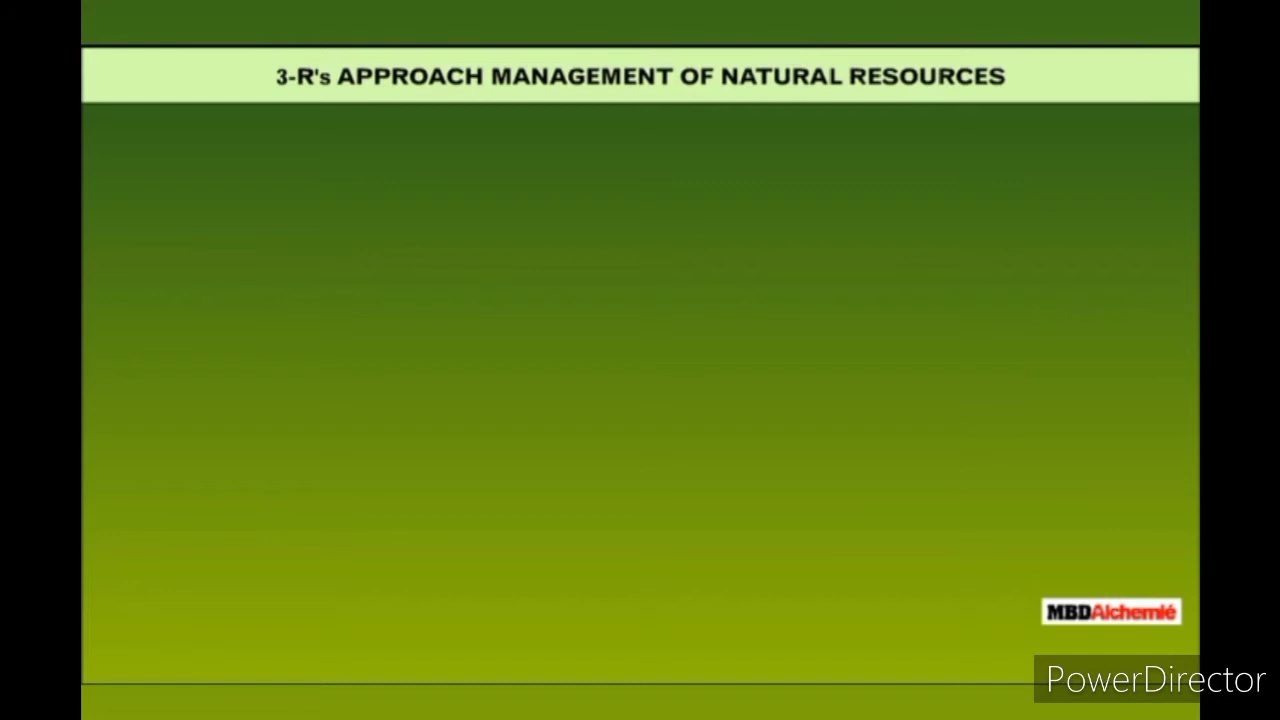 3-R's APPROACH MANAGEMENT OF NATURAL RESOURCES
MBDAlchemié
PowerDirector